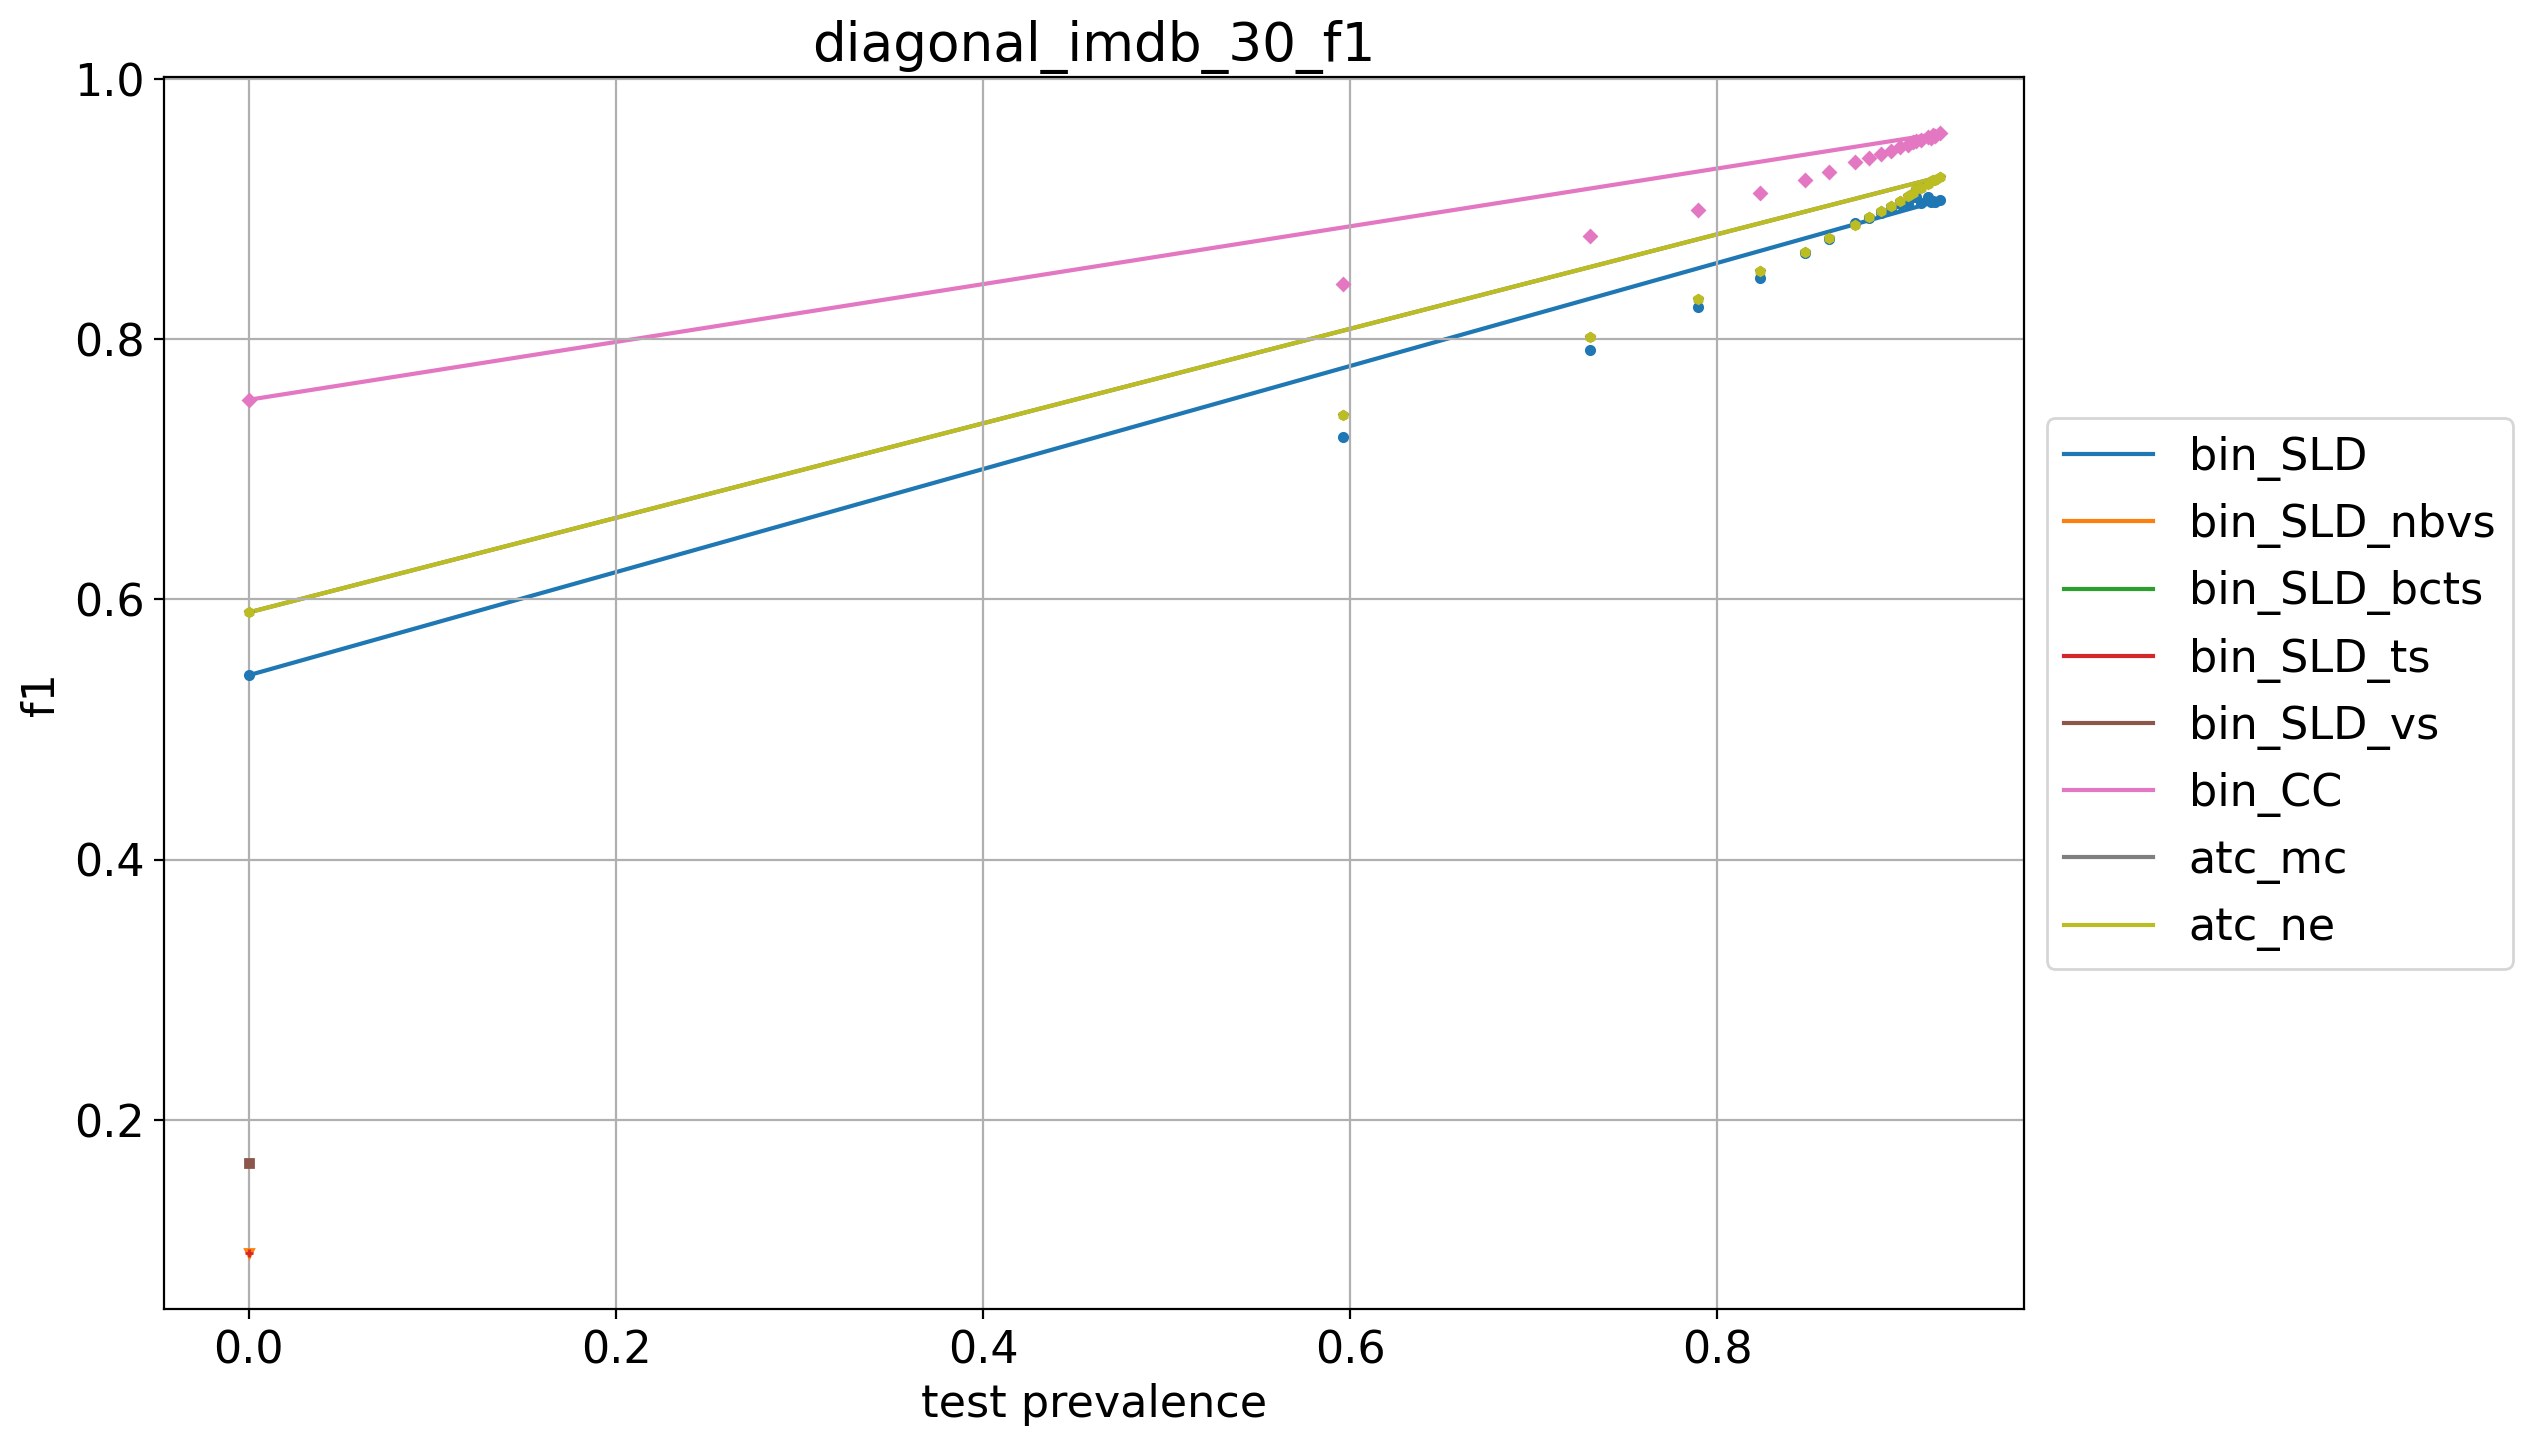 diagonal_imdb_30_f1
1.0
0.8
0.6
0.4
0.2
f1
0.0 0.2 0.4 0.6 0.8
test prevalence
bin_SLD
bin_SLD_nbvs
bin_SLD_bcts
bin_SLD_ts
bin_SLD_vs
bin_CC
atc_mc
atc_ne